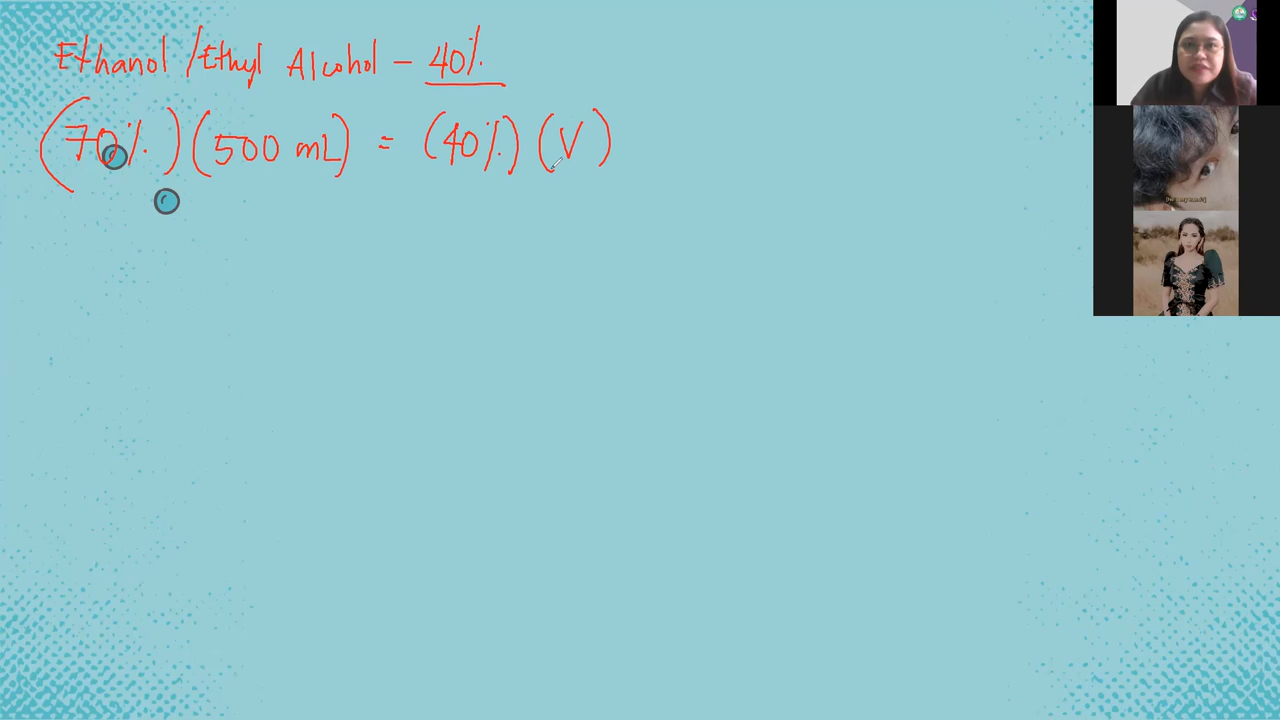 Ethanol /Ethyl Alcohol - 40%
(70%) (500 mL) = (40%) (V)